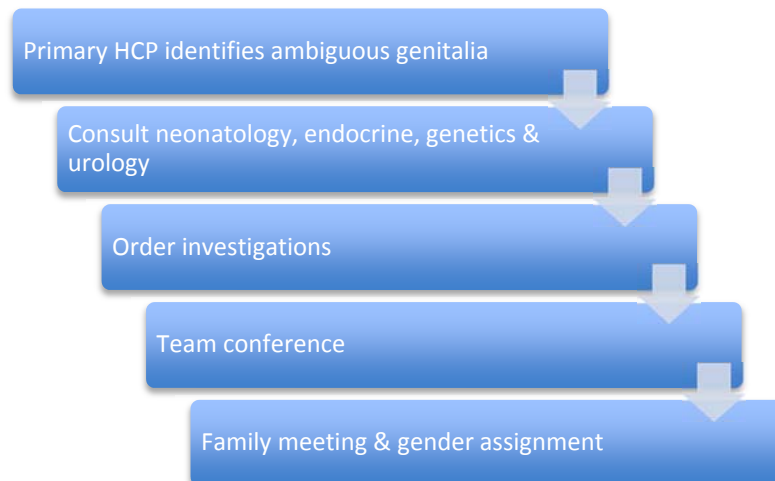 Primary HCP identifies ambiguous genitalia
Consult neonatology, endocrine, genetics &
urology
Order investigations
Team conference
Family meeting & gender assignment